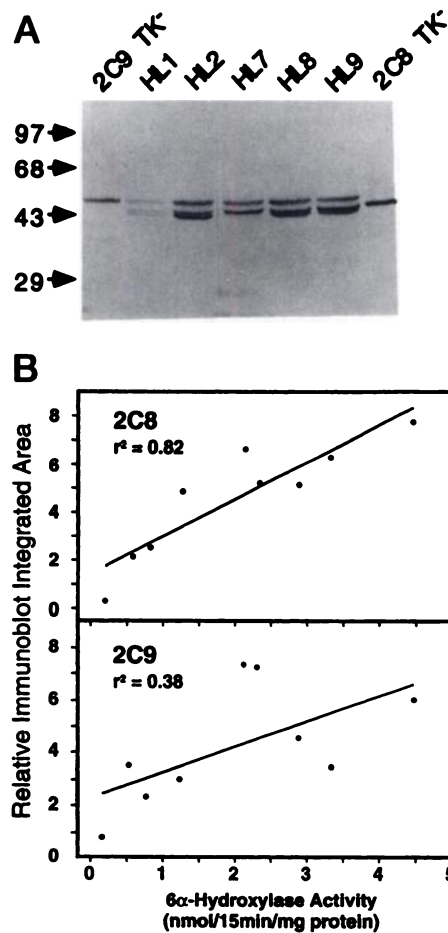 A
2C9 TK-
HL1
HL2
HL7
HL8
HL9
2C8 TK-
97
68
43
29
B
Relative Immunoblot Integrated Area
2C8
r² = 0.82
8
6
4
2
0
2C9
r² = 0.38
8
6
4
2
0
0 1 2 3 4 5
6α-Hydroxylase Activity
(nmol/15min/mg protein)